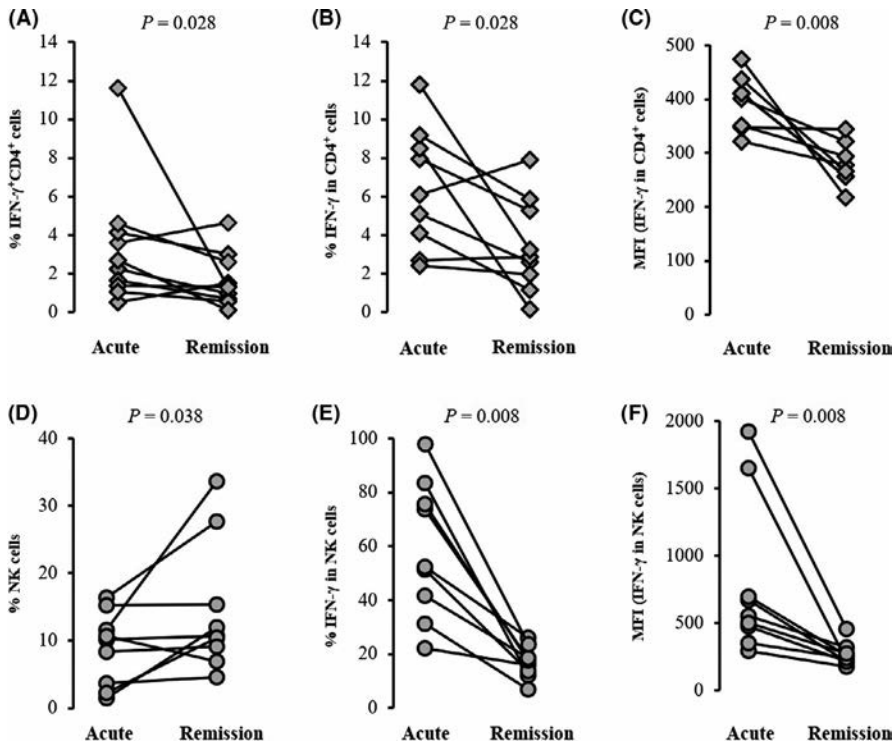 (A)
P = 0.028
% IFN-γ⁺CD4⁺ cells
14
12
10
8
6
4
2
0
Acute Remission
(B)
P = 0.028
% IFN-γ in CD4⁺ cells
14
12
10
8
6
4
2
0
Acute Remission
(C)
P = 0.008
MFI (IFN-γ in CD4⁺ cells)
500
400
300
200
100
0
Acute Remission
(D)
P = 0.038
% NK cells
40
30
20
10
0
Acute Remission
(E)
P = 0.008
% IFN-γ in NK cells
100
80
60
40
20
0
Acute Remission
(F)
P = 0.008
MFI (IFN-γ in NK cells)
2000
1500
1000
500
0
Acute Remission